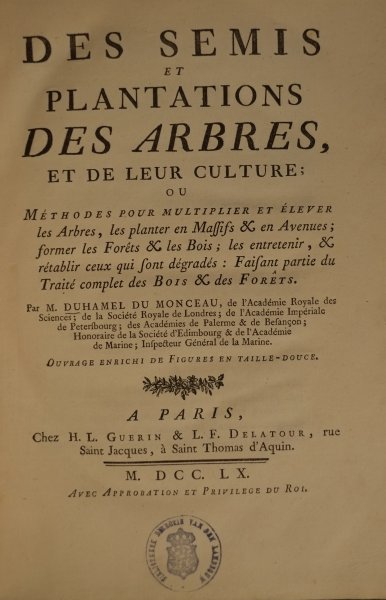 DES SEMIS
ET
PLANTATIONS
DES ARBRES,
ET DE LEUR CULTURE;
OU
MÉTHODES POUR MULTIPLIER ET ÉLEVER
les Arbres, les planter en Maſſifs & en Avenues;
former les Forêts & les Bois; les entretenir, &
rétablir ceux qui ſont dégradés: Faiſant partie du
Traité complet des BOIS & des FORÊTS.
Par M. DUHAMEL DU MONCEAU, de l'Académie Royale des
Sciences; de la Société Royale de Londres; de l'Académie Impériale
de Peterſbourg; des Académies de Palerme & de Beſançon;
Honoraire de la Société d'Edimbourg & de l'Académie
de Marine; Inſpecteur Général de la Marine.
OUVRAGE ENRICHI DE FIGURES EN TAILLE-DOUCE.
A PARIS,
Chez H. L. GUERIN & L. F. DELATOUR, rue
Saint Jacques, à Saint Thomas d'Aquin.
M. DCC. LX.
AVEC APPROBATION ET PRIVILEGE DU ROI.